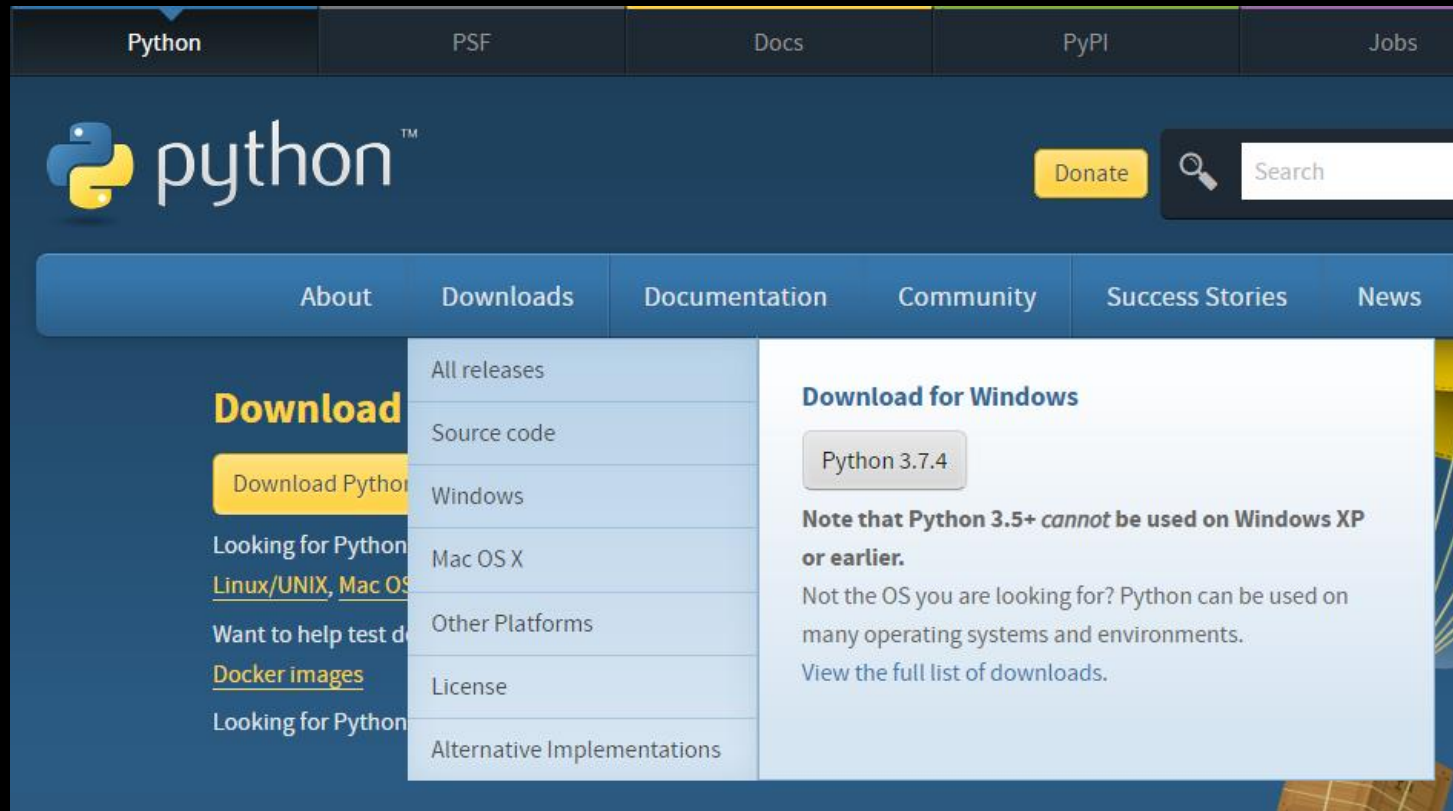 Python PSF Docs PyPI Jobs
python™
Donate
Search
About Downloads Documentation Community Success Stories News
Download
Download Python
Looking for Python
Linux/UNIX, Mac OS
Want to help test
Docker images
Looking for Python
All releases
Source code
Windows
Mac OS X
Other Platforms
License
Alternative Implementations
Download for Windows
Python 3.7.4
Note that Python 3.5+ cannot be used on Windows XP
or earlier.
Not the OS you are looking for? Python can be used on
many operating systems and environments.
View the full list of downloads.